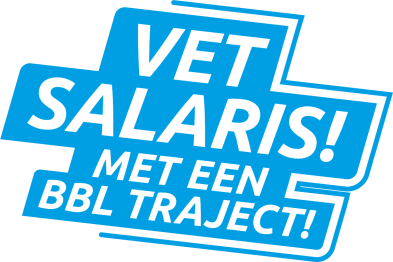 VET
SALARIS!
MET EEN
BBL TRAJECT!